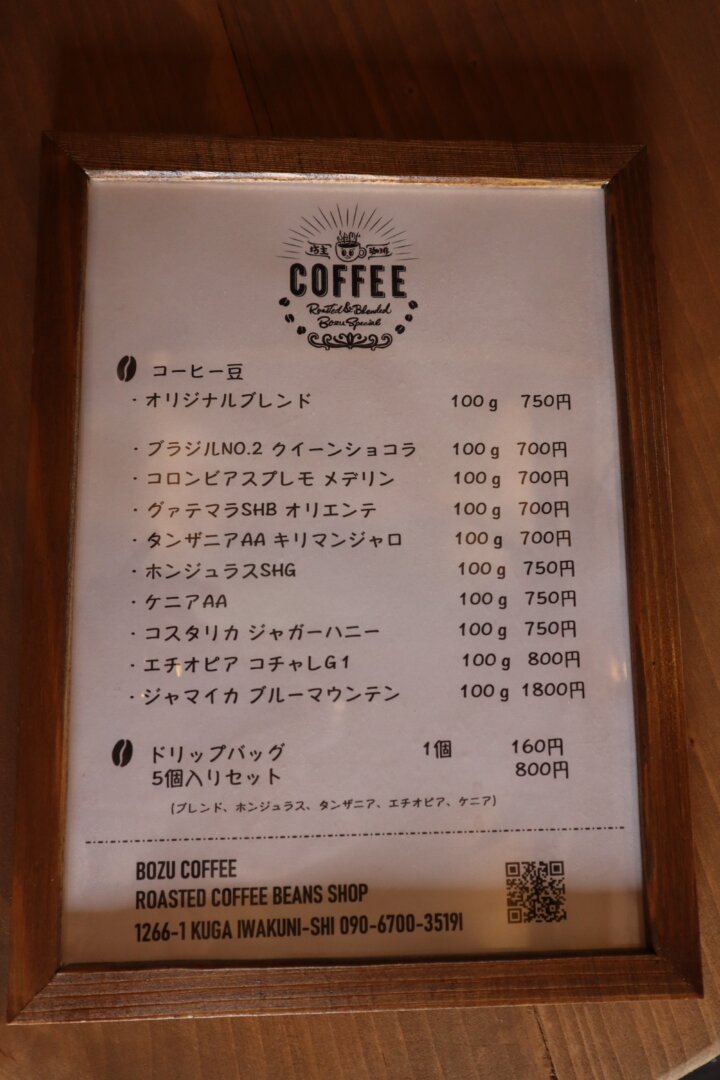 坊主 珈琲
COFFEE
Roasted & Blended
Bozu Special
コーヒー豆
・オリジナルブレンド 100g 750円
・ブラジルNO.2 クイーンショコラ 100g 700円
・コロンビアスプレモ メデリン 100g 700円
・グァテマラSHB オリエンテ 100g 700円
・タンザニアAA キリマンジャロ 100g 700円
・ホンジュラスSHG 100g 750円
・ケニアAA 100g 750円
・コスタリカ ジャガーハニー 100g 750円
・エチオピア コチャレG1 100g 800円
・ジャマイカ ブルーマウンテン 100g 1800円
ドリップバッグ 1個 160円
5個入りセット 800円
(ブレンド、ホンジュラス、タンザニア、エチオピア、ケニア)
BOZU COFFEE
ROASTED COFFEE BEANS SHOP
1266-1 KUGA IWAKUNI-SHI 090-6700-3519I